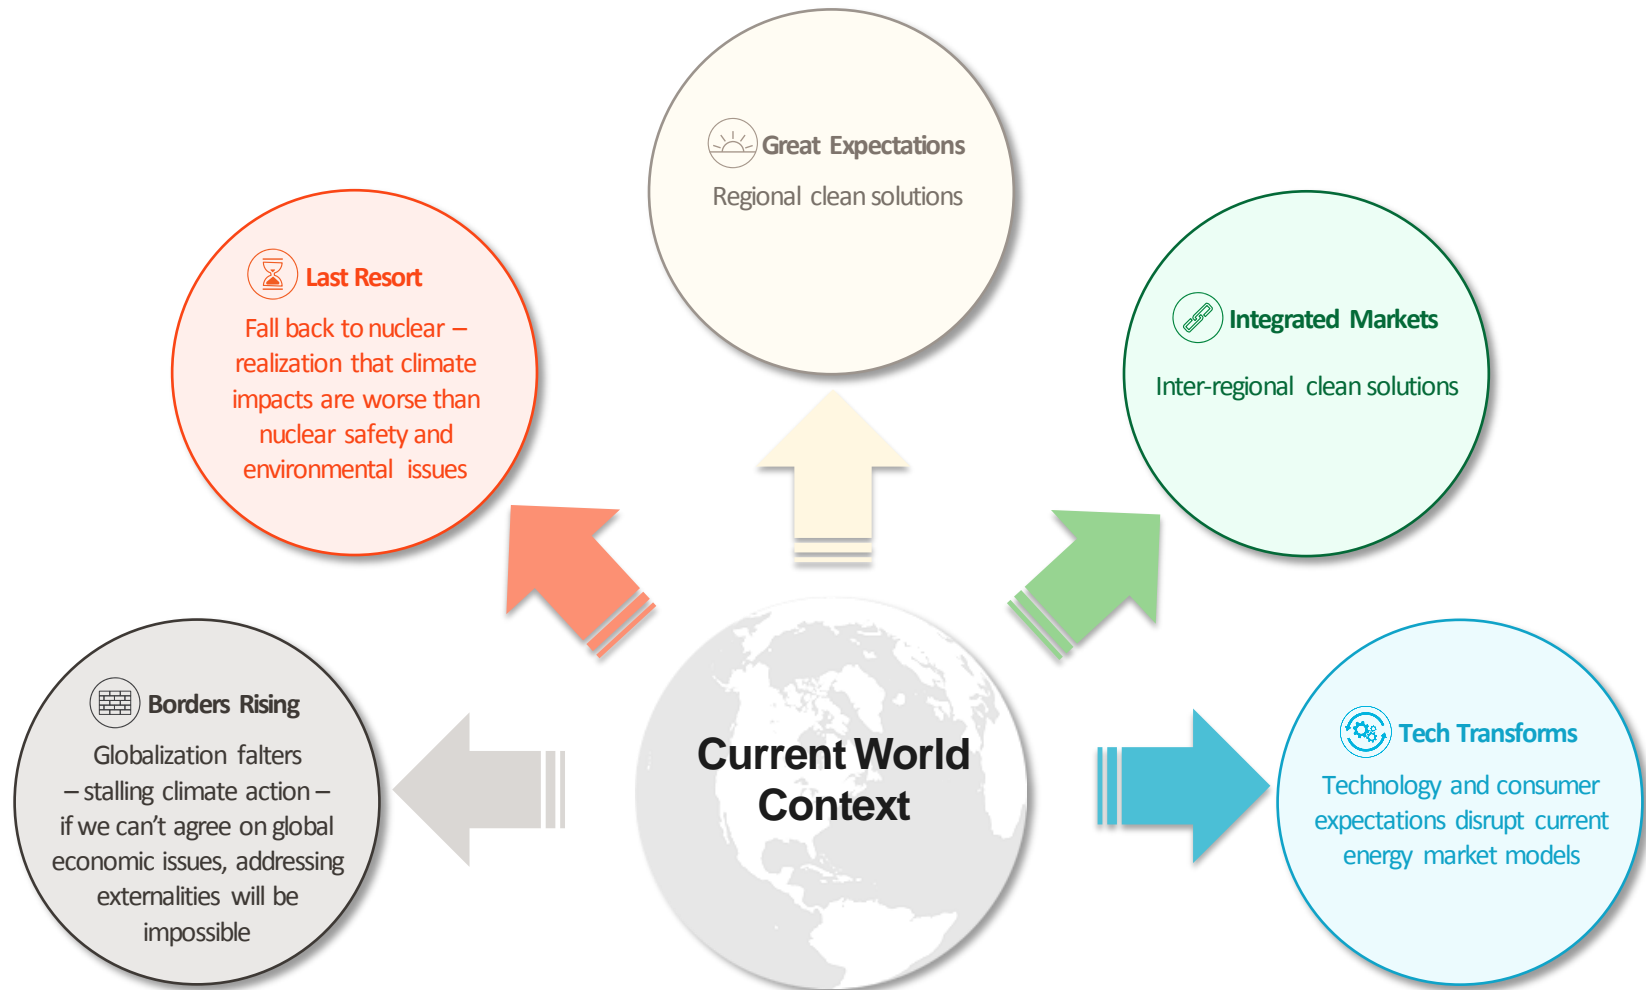 Great Expectations
Regional clean solutions
Last Resort
Fall back to nuclear –
realization that climate
impacts are worse than
nuclear safety and
environmental issues
Integrated Markets
Inter-regional clean solutions
Borders Rising
Globalization falters
– stalling climate action –
if we can’t agree on global
economic issues, addressing
externalities will be
impossible
Current World
Context
Tech Transforms
Technology and consumer
expectations disrupt current
energy market models